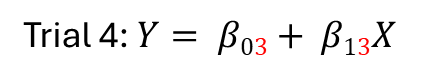 Trial 4: Y = β₀₃ + β₁₃X